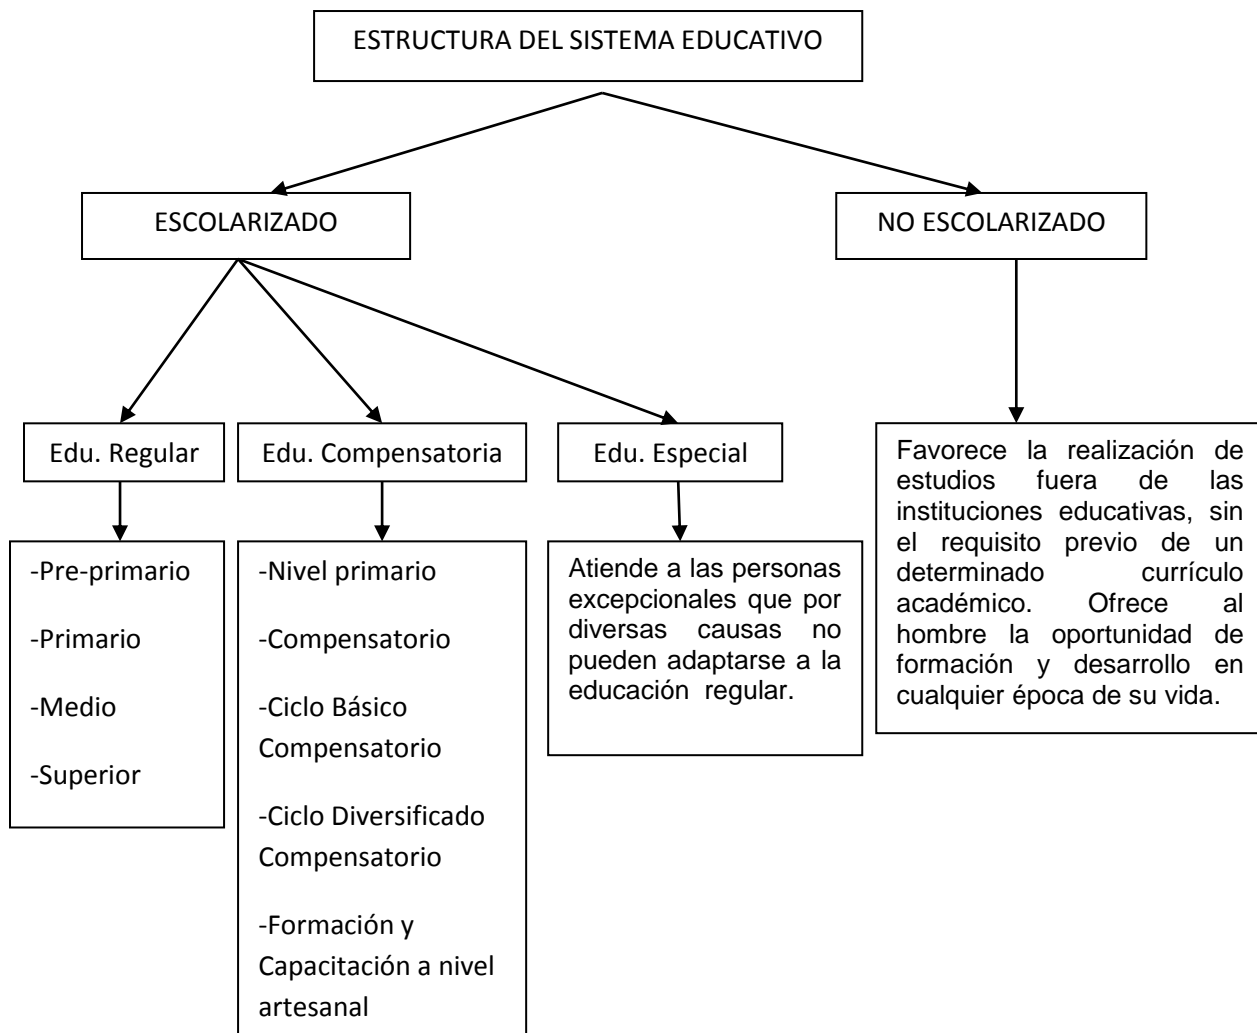 ESTRUCTURA DEL SISTEMA EDUCATIVO
ESCOLARIZADO
NO ESCOLARIZADO
Edu. Regular
Edu. Compensatoria
Edu. Especial
-Pre-primario
-Primario
-Medio
-Superior
-Nivel primario
-Compensatorio
-Ciclo Básico
Compensatorio
-Ciclo Diversificado
Compensatorio
-Formación y
Capacitación a nivel
artesanal
Atiende a las personas
excepcionales que por
diversas causas no
pueden adaptarse a la
educación regular.
Favorece la realización de
estudios fuera de las
instituciones educativas, sin
el requisito previo de un
determinado currículo
académico. Ofrece al
hombre la oportunidad de
formación y desarrollo en
cualquier época de su vida.